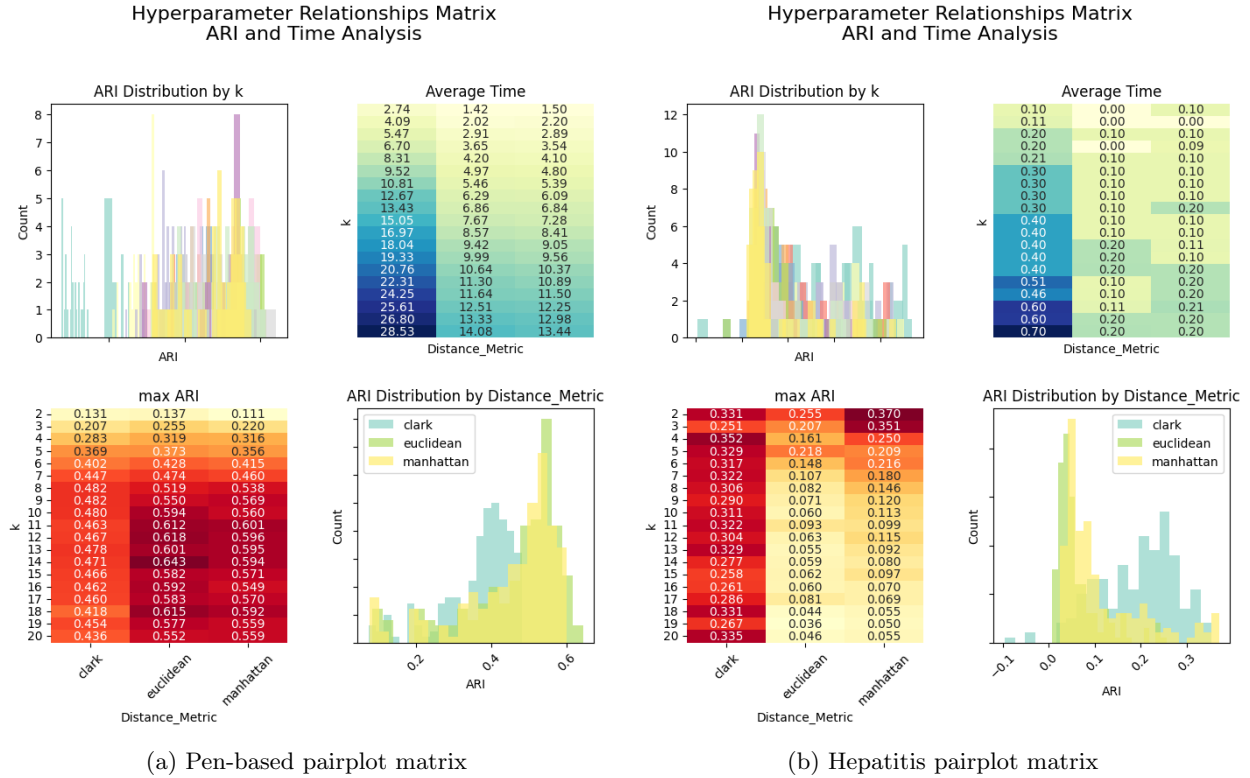 Hyperparameter Relationships Matrix
ARI and Time Analysis
ARI Distribution by k
8
7
6
5
4
3
2
1
0
Count
ARI
Average Time
2.74 1.42 1.50
4.09 2.02 2.20
5.47 2.91 2.89
6.70 3.65 3.54
8.31 4.20 4.10
9.52 4.97 4.80
10.81 5.46 5.39
12.67 6.29 6.09
13.43 6.86 6.84
15.05 7.67 7.28
16.97 8.57 8.41
18.04 9.42 9.05
19.33 9.99 9.56
20.76 10.64 10.37
22.31 11.30 10.89
24.25 11.64 11.50
25.61 12.51 12.25
26.80 13.33 12.98
28.53 14.08 13.44
k
Distance_Metric
max ARI
2 0.131 0.137 0.111
3 0.207 0.255 0.220
4 0.283 0.319 0.316
5 0.369 0.373 0.356
6 0.402 0.428 0.415
7 0.447 0.474 0.460
8 0.482 0.519 0.538
9 0.482 0.550 0.569
10 0.480 0.594 0.560
11 0.463 0.612 0.601
12 0.467 0.618 0.596
13 0.478 0.601 0.595
14 0.471 0.643 0.594
15 0.466 0.582 0.571
16 0.462 0.592 0.549
17 0.460 0.583 0.570
18 0.418 0.615 0.592
19 0.454 0.577 0.559
20 0.436 0.552 0.559
k
clark euclidean manhattan
Distance_Metric
ARI Distribution by Distance_Metric
clark
euclidean
manhattan
Count
0.2 0.4 0.6
ARI
(a) Pen-based pairplot matrix
Hyperparameter Relationships Matrix
ARI and Time Analysis
ARI Distribution by k
12
10
8
6
4
2
0
Count
ARI
Average Time
0.10 0.00 0.10
0.11 0.00 0.00
0.20 0.10 0.10
0.20 0.00 0.09
0.21 0.10 0.10
0.30 0.10 0.10
0.30 0.10 0.10
0.30 0.10 0.20
0.40 0.10 0.10
0.40 0.10 0.10
0.40 0.20 0.11
0.40 0.20 0.20
0.40 0.20 0.20
0.51 0.10 0.20
0.46 0.10 0.20
0.60 0.11 0.21
0.60 0.20 0.20
0.70 0.20 0.20
k
Distance_Metric
max ARI
2 0.331 0.255 0.370
3 0.251 0.207 0.351
4 0.352 0.161 0.250
5 0.329 0.218 0.209
6 0.317 0.148 0.216
7 0.322 0.107 0.180
8 0.306 0.082 0.146
9 0.290 0.071 0.120
10 0.311 0.060 0.113
11 0.322 0.093 0.099
12 0.304 0.063 0.115
13 0.329 0.055 0.092
14 0.277 0.059 0.080
15 0.258 0.062 0.097
16 0.261 0.060 0.070
17 0.286 0.081 0.069
18 0.331 0.044 0.055
19 0.267 0.036 0.050
20 0.335 0.046 0.055
k
clark euclidean manhattan
Distance_Metric
ARI Distribution by Distance_Metric
clark
euclidean
manhattan
Count
−0.1 0.0 0.1 0.2 0.3
ARI
(b) Hepatitis pairplot matrix